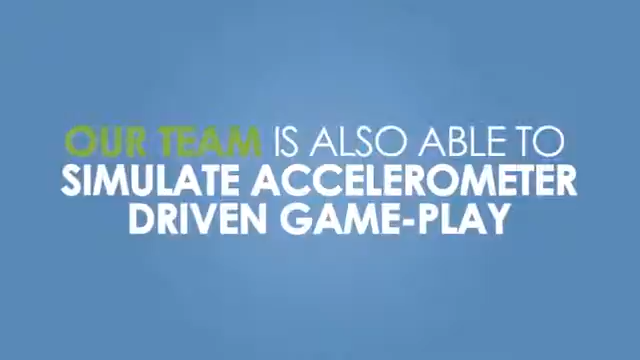 OUR TEAM IS ALSO ABLE TO
SIMULATE ACCELEROMETER
DRIVEN GAME-PLAY